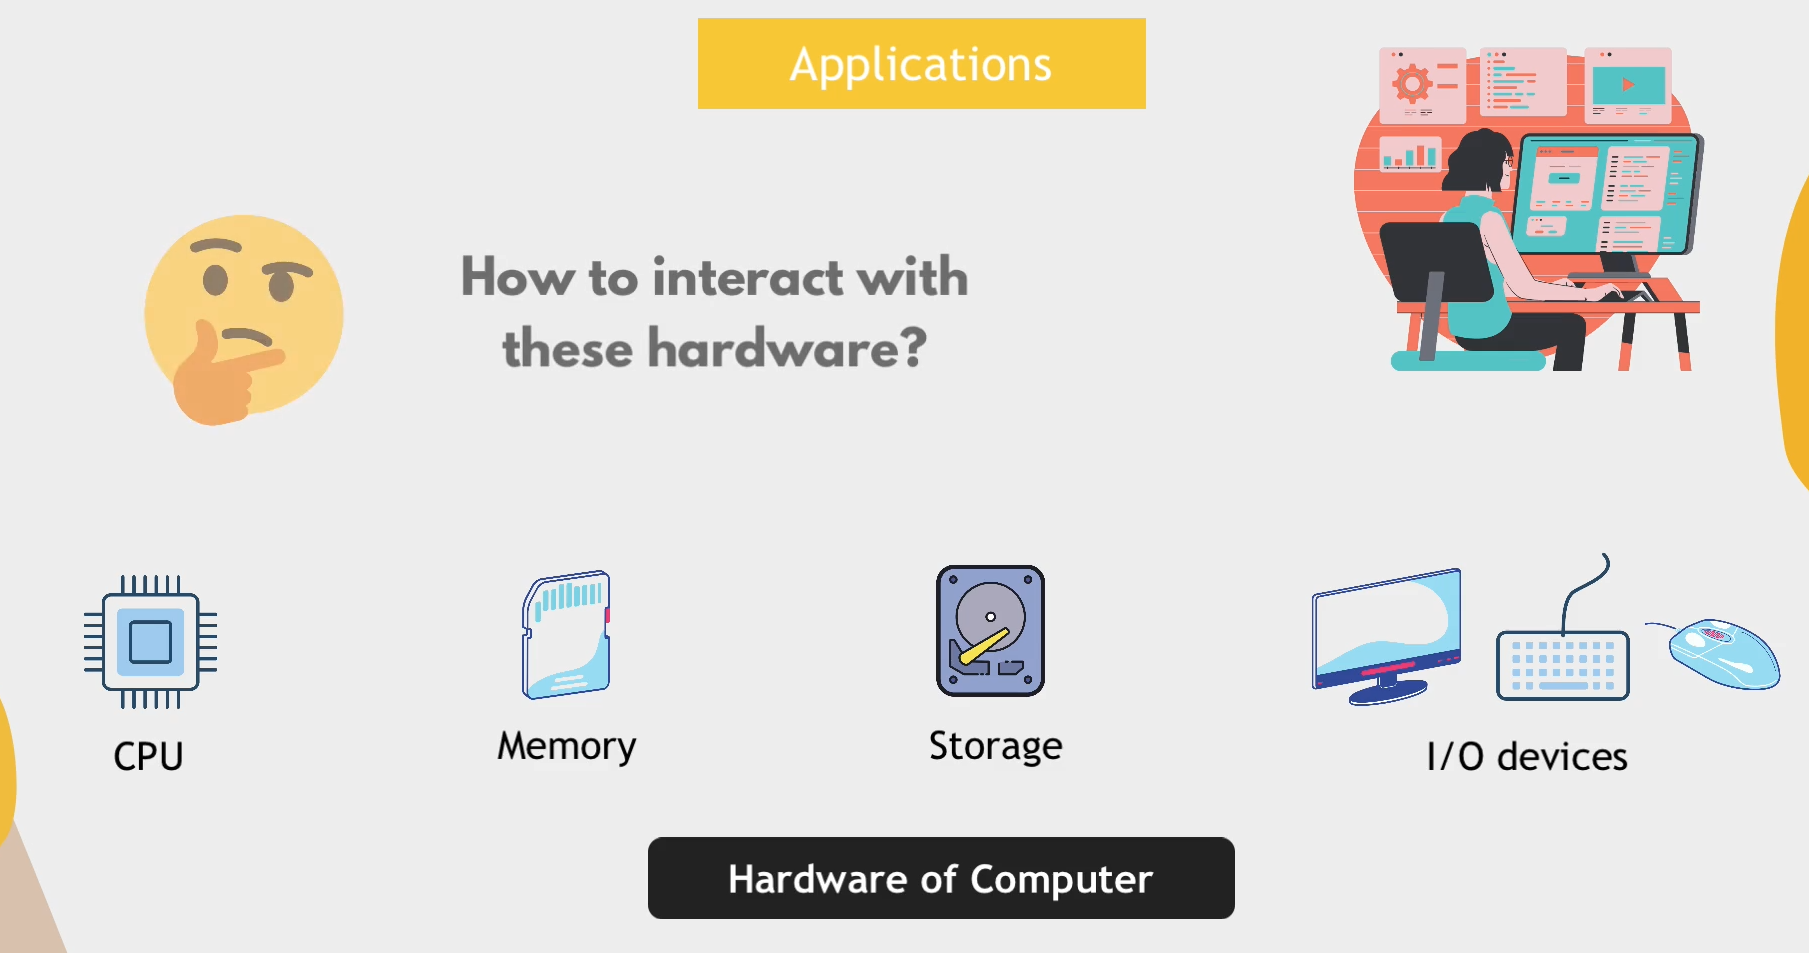 Applications
How to interact with
these hardware?
CPU
Memory
Storage
I/O devices
Hardware of Computer